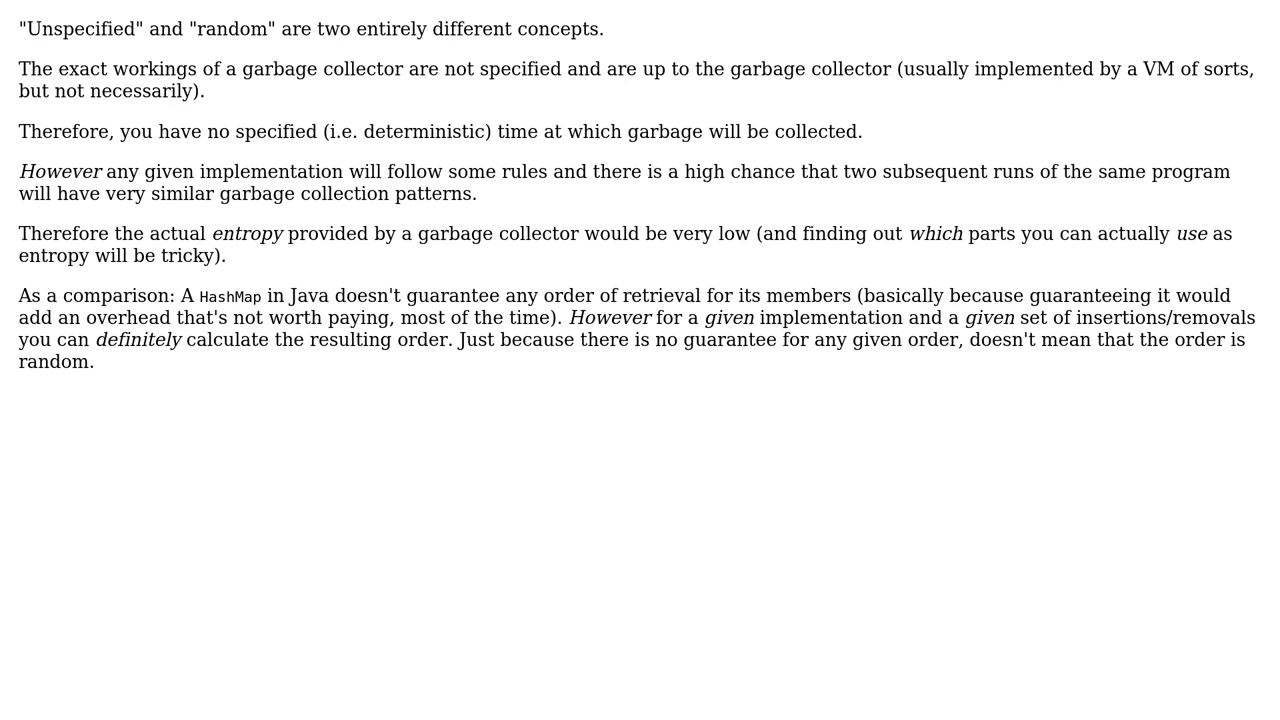 "Unspecified" and "random" are two entirely different concepts.
The exact workings of a garbage collector are not specified and are up to the garbage collector (usually implemented by a VM of sorts,
but not necessarily).
Therefore, you have no specified (i.e. deterministic) time at which garbage will be collected.
However any given implementation will follow some rules and there is a high chance that two subsequent runs of the same program
will have very similar garbage collection patterns.
Therefore the actual entropy provided by a garbage collector would be very low (and finding out which parts you can actually use as
entropy will be tricky).
As a comparison: A HashMap in Java doesn't guarantee any order of retrieval for its members (basically because guaranteeing it would
add an overhead that's not worth paying, most of the time). However for a given implementation and a given set of insertions/removals
you can definitely calculate the resulting order. Just because there is no guarantee for any given order, doesn't mean that the order is
random.